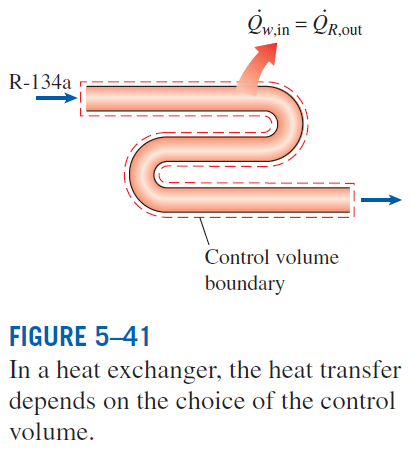 Q̇w,in = Q̇R,out
R-134a
Control volume
boundary
FIGURE 5–41
In a heat exchanger, the heat transfer
depends on the choice of the control
volume.